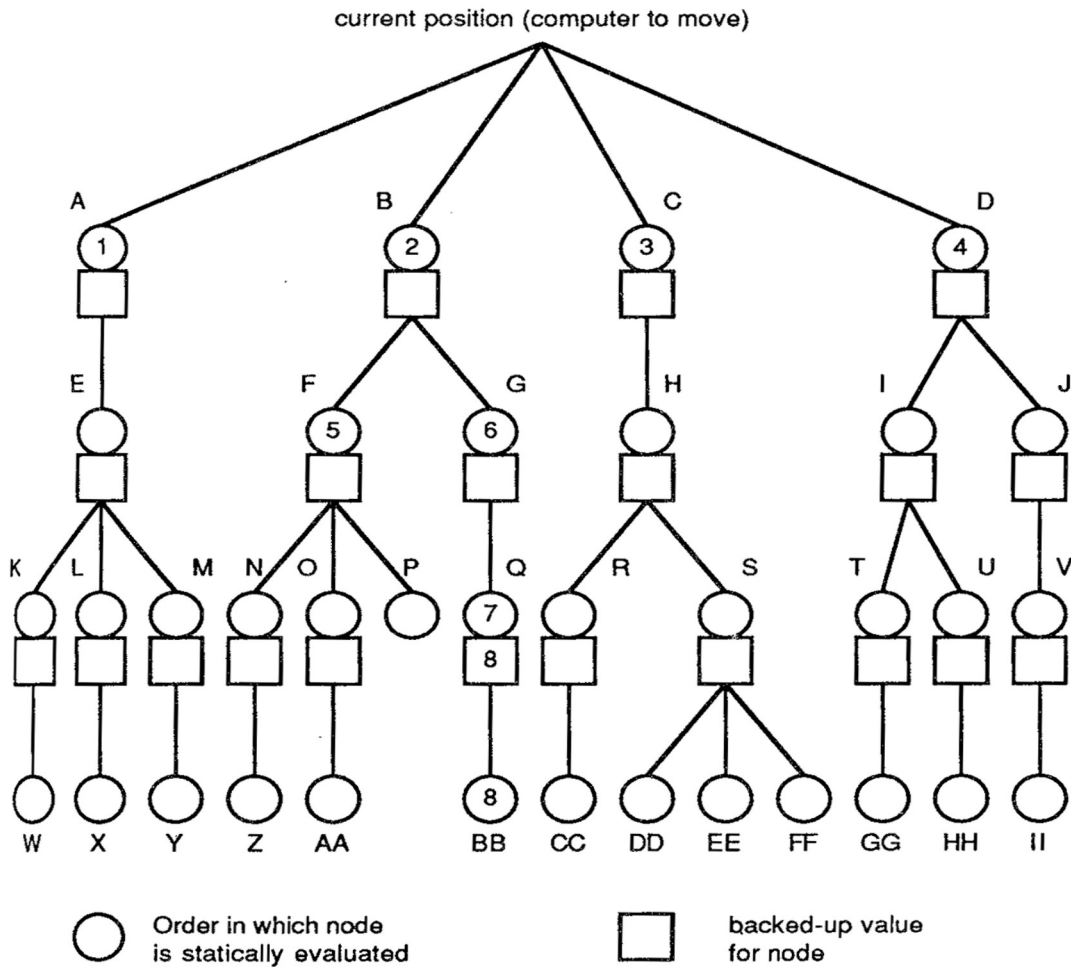 current position (computer to move)
A B C D
1 2 3 4
E F G H I J
5 6
K L M N O P Q R S T U V
7
8
8
W X Y Z AA BB CC DD EE FF GG HH II
Order in which node
is statically evaluated
backed-up value
for node